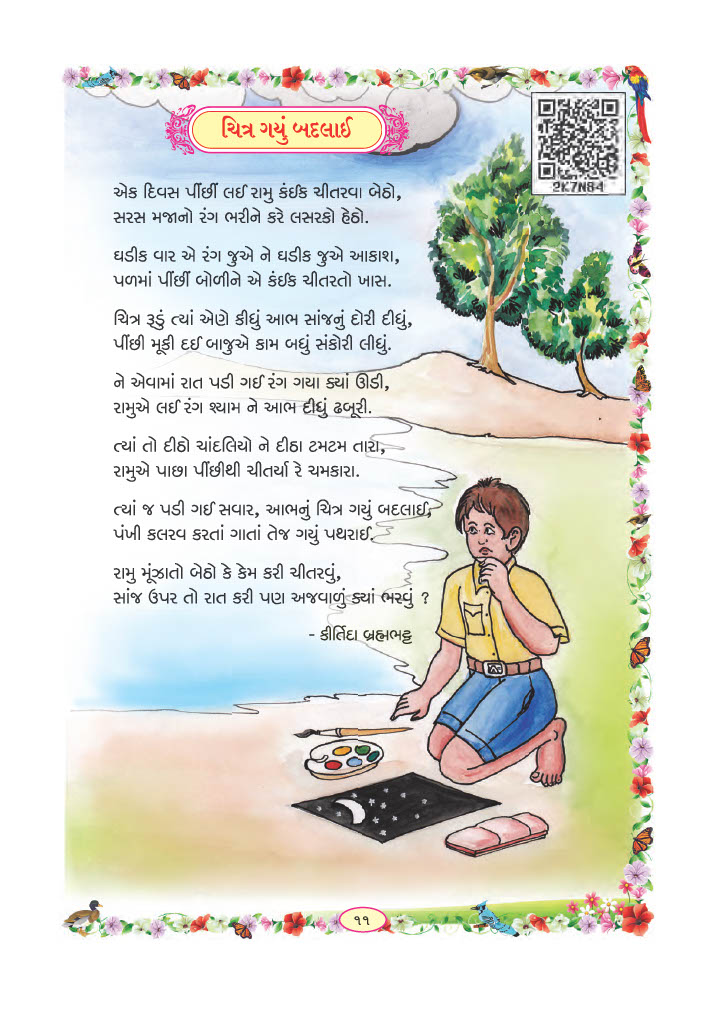 ચિત્ર ગયું બદલાઈ
2K7N84
એક દિવસ પીંછીં લઈ રામુ કંઈક ચીતરવા બેઠો,
સરસ મજાનો રંગ ભરીને કરે લસરકો હેઠો.
ઘડીક વાર એ રંગ જુએ ને ઘડીક જુએ આકાશ,
પળમાં પીંછીં બોળીને એ કંઈક ચીતરતો ખાસ.
ચિત્ર રૂડું ત્યાં એણે કીધું આભ સાંજનું દોરી દીધું,
પીંછી મૂકી દઈ બાજુએ કામ બધું સંકોરી લીધું.
ને એવામાં રાત પડી ગઈ રંગ ગયા ક્યાં ઊડી,
રામુએ લઈ રંગ શ્યામ ને આભ દીધું ઢબૂરી.
ત્યાં તો દીઠો ચાંદલિયો ને દીઠા ટમટમ તારા,
રામુએ પાછા પીંછીથી ચીતર્યા રે ચમકારા.
ત્યાં જ પડી ગઈ સવાર, આભનું ચિત્ર ગયું બદલાઈ,
પંખી કલરવ કરતાં ગાતાં તેજ ગયું પથરાઈ.
રામુ મૂંઝાતો બેઠો કે કેમ કરી ચીતરવું,
સાંજ ઉપર તો રાત કરી પણ અજવાળું ક્યાં ભરવું ?
- કીર્તિદા બ્રહ્મભટ્ટ
૧૧